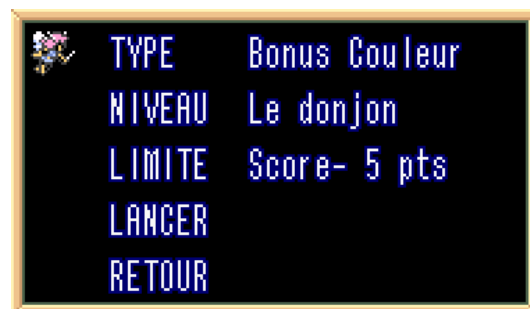 TYPE Bonus Couleur
NIVEAU Le donjon
LIMITE Score- 5 pts
LANCER
RETOUR